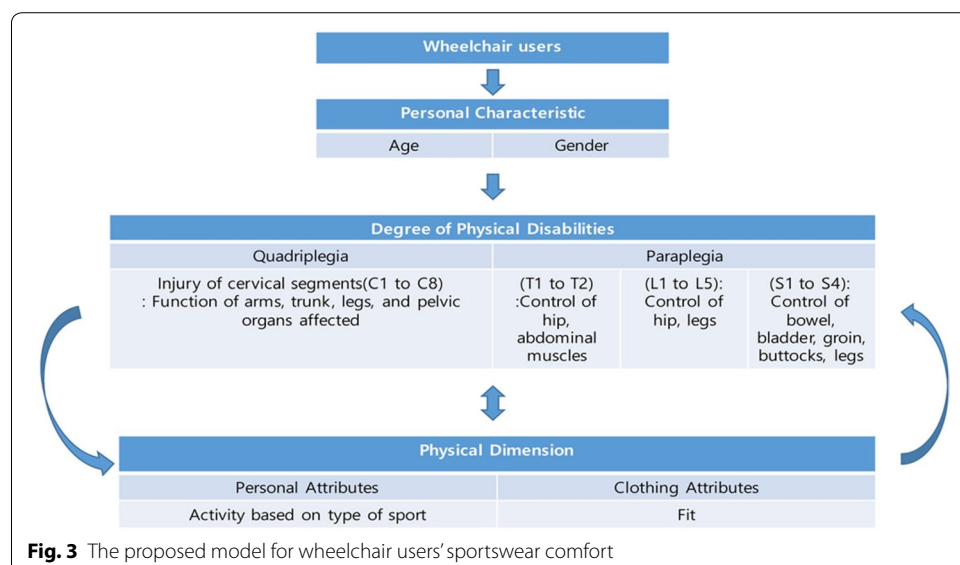 Wheelchair users
Personal Characteristic
Age Gender
Degree of Physical Disabilities
Quadriplegia Paraplegia
Injury of cervical segments(C1 to C8)
: Function of arms, trunk, legs, and pelvic
organs affected
(T1 to T2)
:Control of
hip,
abdominal
muscles
(L1 to L5):
Control of
hip, legs
(S1 to S4):
Control of
bowel,
bladder, groin,
buttocks, legs
Physical Dimension
Personal Attributes Clothing Attributes
Activity based on type of sport Fit
Fig. 3 The proposed model for wheelchair users' sportswear comfort